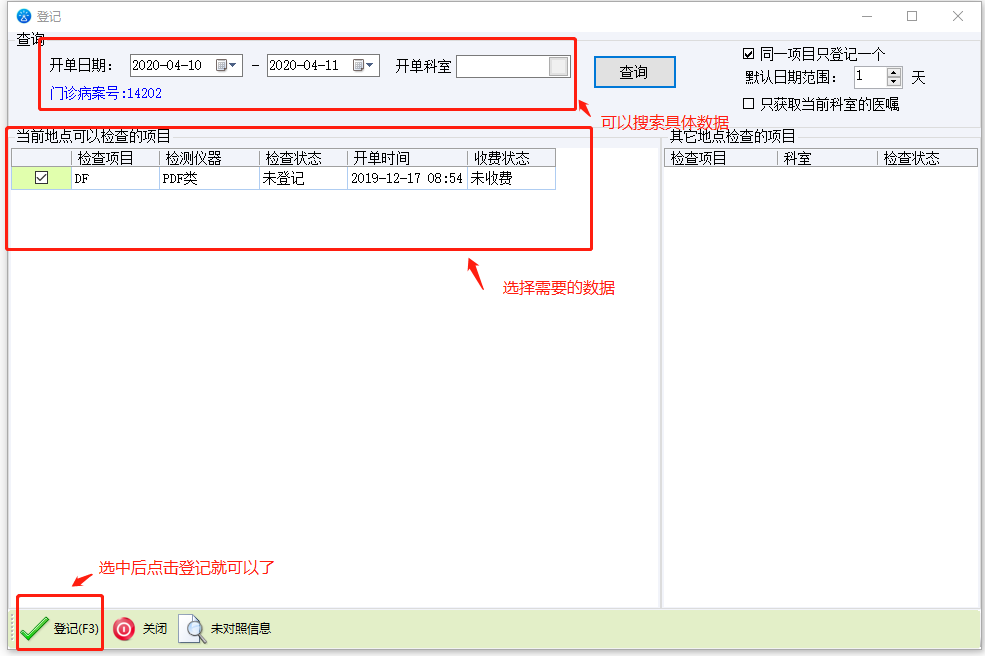 登记
查询
开单日期： 2020-04-10 - 2020-04-11 开单科室 查询
门诊病案号:14202
同一项目只登记一个
默认日期范围： 1 天
只获取当前科室的医嘱
可以搜索具体数据
当前地点可以检查的项目
检查项目 检测仪器 检查状态 开单时间 收费状态
DF PDF类 未登记 2019-12-17 08:54 未收费
其它地点检查的项目
检查项目 科室 检查状态
选择需要的数据
选中后点击登记就可以了
登记(F3) 关闭 未对照信息